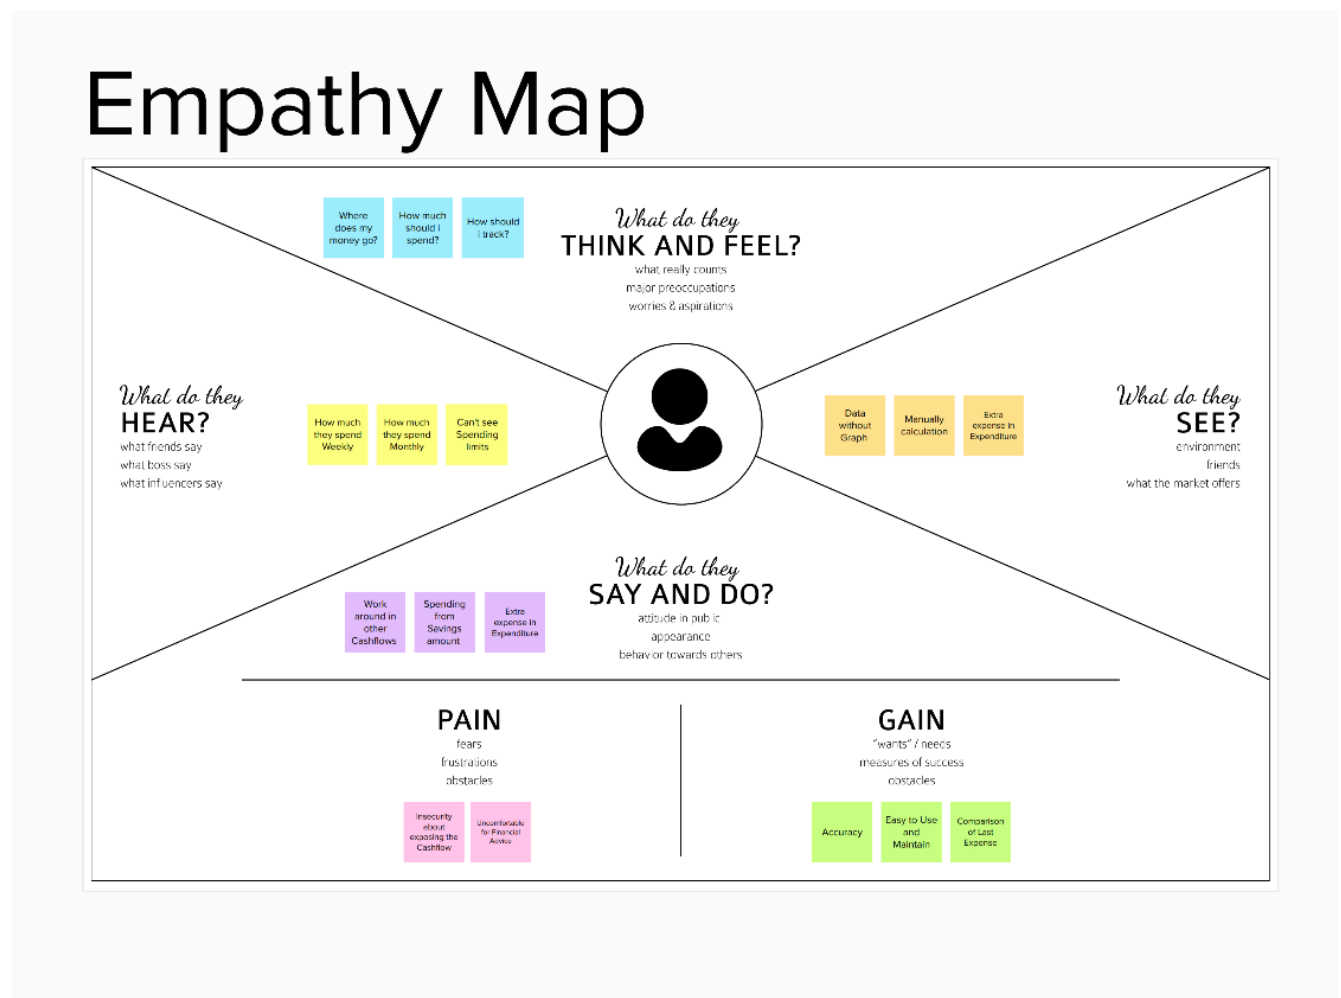 Empathy Map
Where
does my
money go?
How much
should i
spend?
How should
i track?
What do they
THINK AND FEEL?
what really counts
major preoccupations
worries & aspirations
What do they
HEAR?
what friends say
what boss say
what influencers say
How much
they spend
Weekly
How much
they spend
Monthly
Can't see
Spending
limits
Data
without
Graph
Manually
calculation
Extra
expense in
Expenditure
What do they
SEE?
environment
friends
what the market offers
What do they
SAY AND DO?
attitude in public
appearance
behavior towards others
Work
around in
other
Cashflows
Spending
from
Savings
amount
Extra
expense in
Expenditure
PAIN
fears
frustrations
obstacles
Insecurity
about
exposing the
Cashflow
Uncomfortable
for Financial
Advice
GAIN
"wants" / needs
measures of success
obstacles
Accuracy
Easy to Use
and
Maintain
Comparison
of Last
Expense